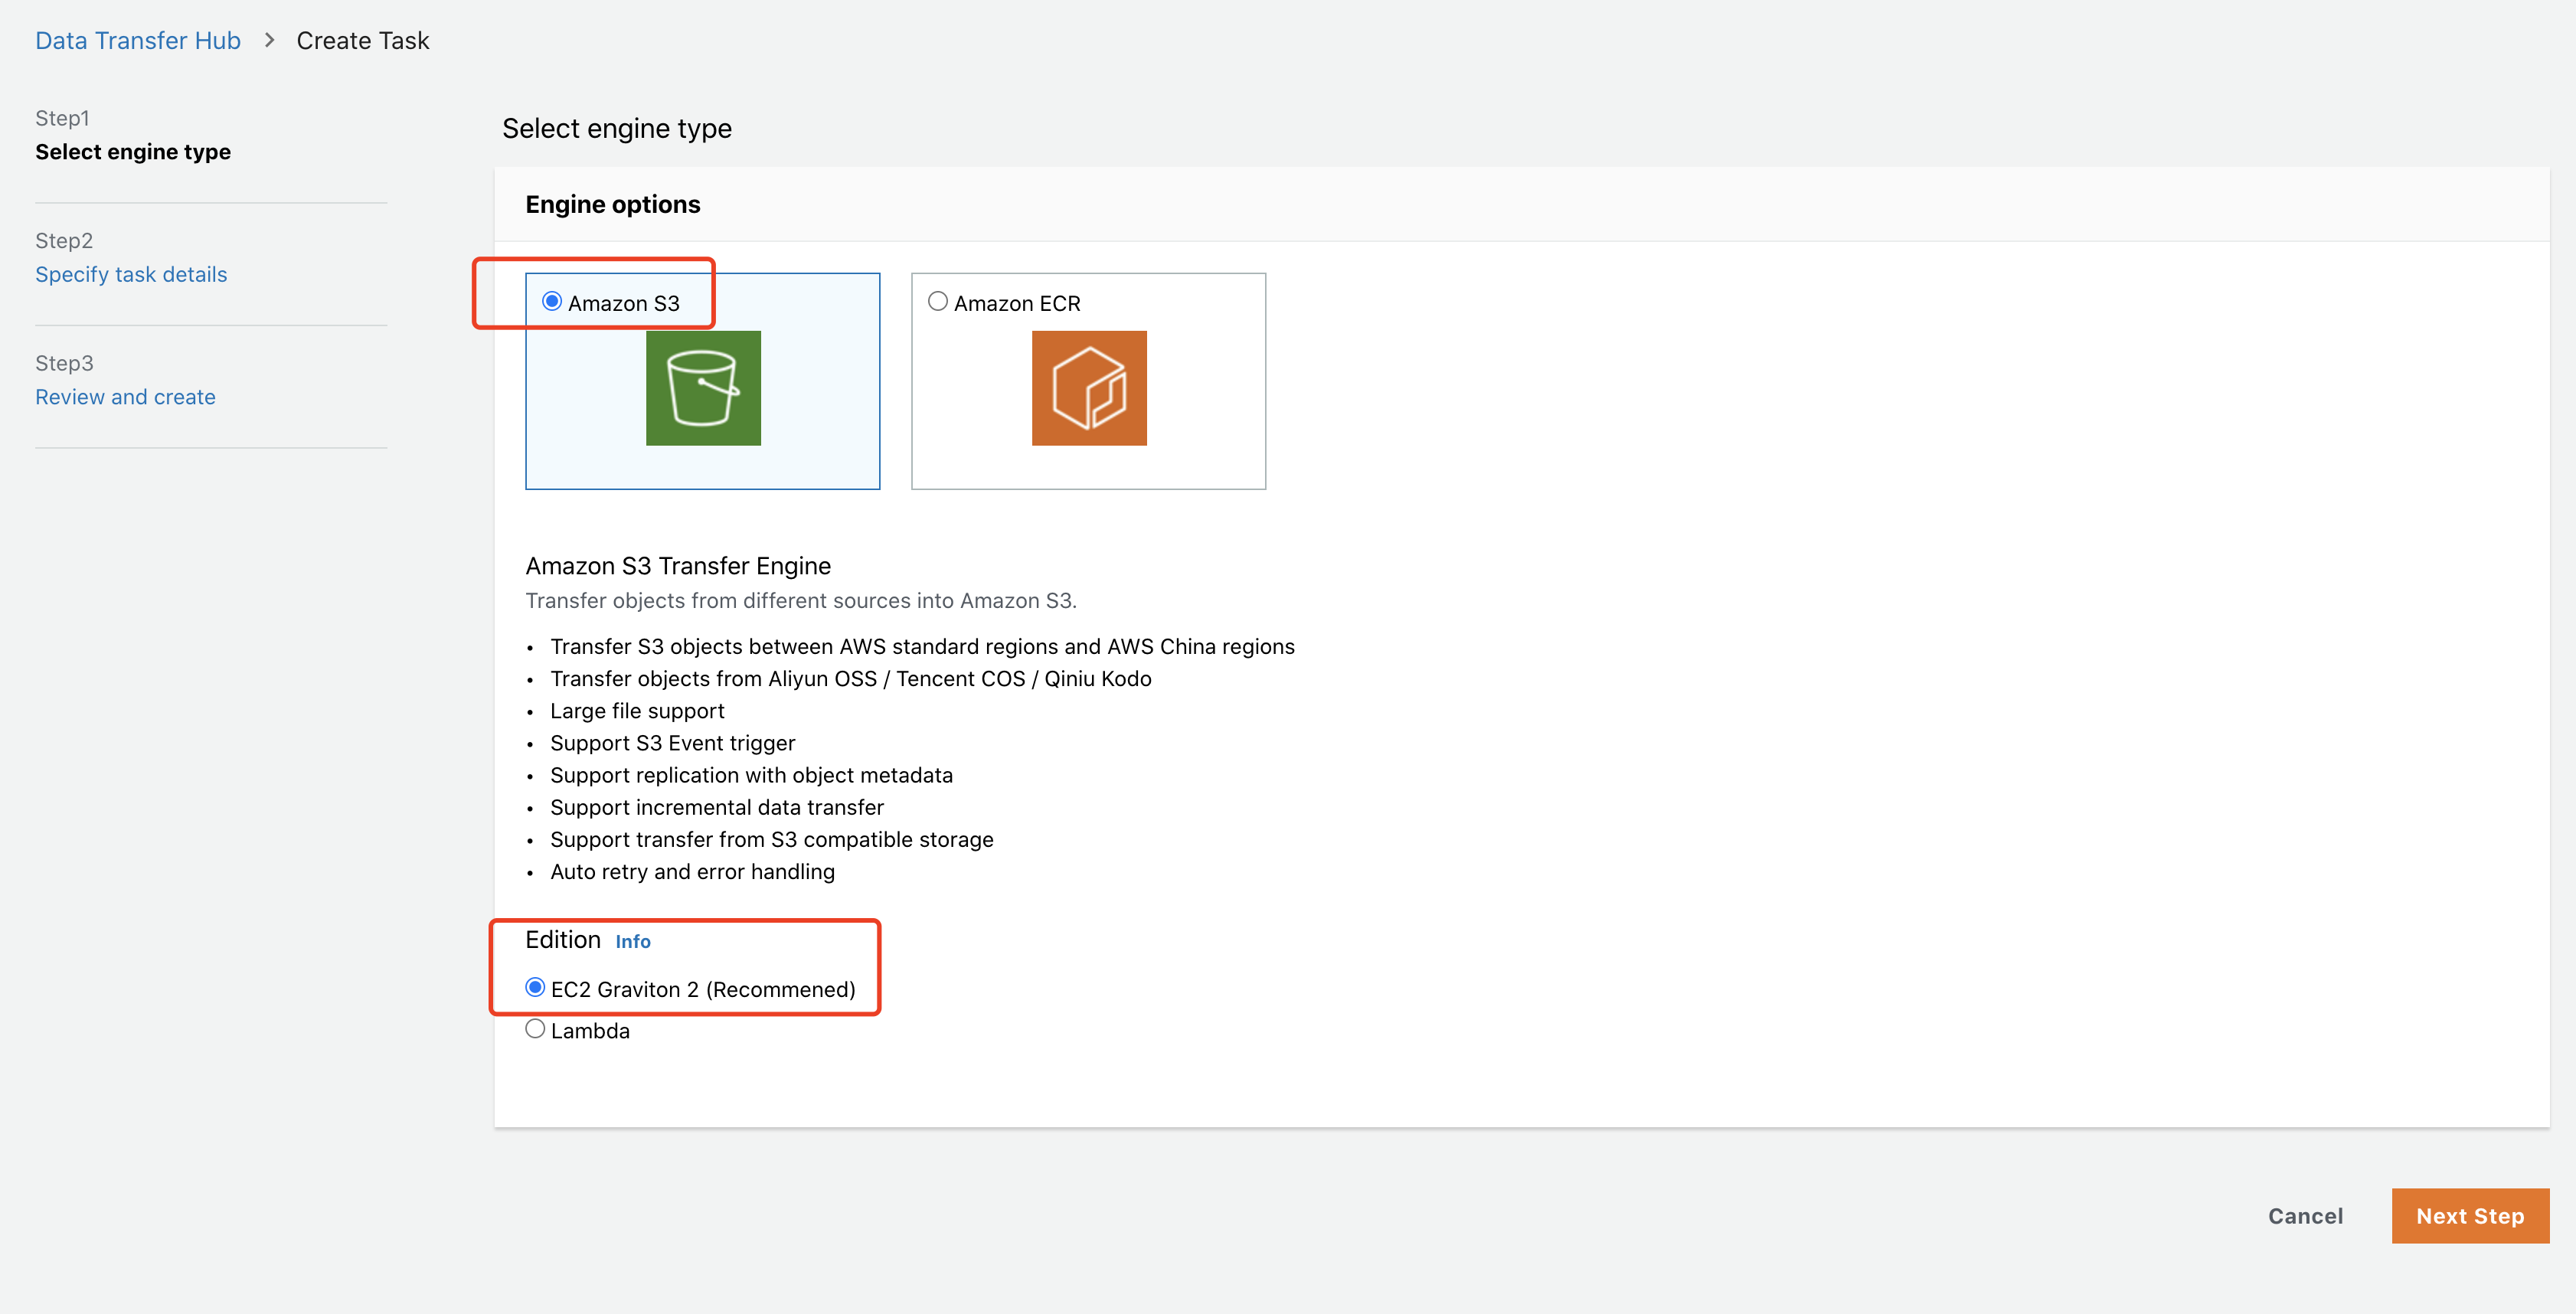 Data Transfer Hub > Create Task
Step1
Select engine type
Step2
Specify task details
Step3
Review and create
Select engine type
Engine options
Amazon S3
Amazon ECR
Amazon S3 Transfer Engine
Transfer objects from different sources into Amazon S3.
• Transfer S3 objects between AWS standard regions and AWS China regions
• Transfer objects from Aliyun OSS / Tencent COS / Qiniu Kodo
• Large file support
• Support S3 Event trigger
• Support replication with object metadata
• Support incremental data transfer
• Support transfer from S3 compatible storage
• Auto retry and error handling
Edition Info
EC2 Graviton 2 (Recommened)
Lambda
Cancel
Next Step